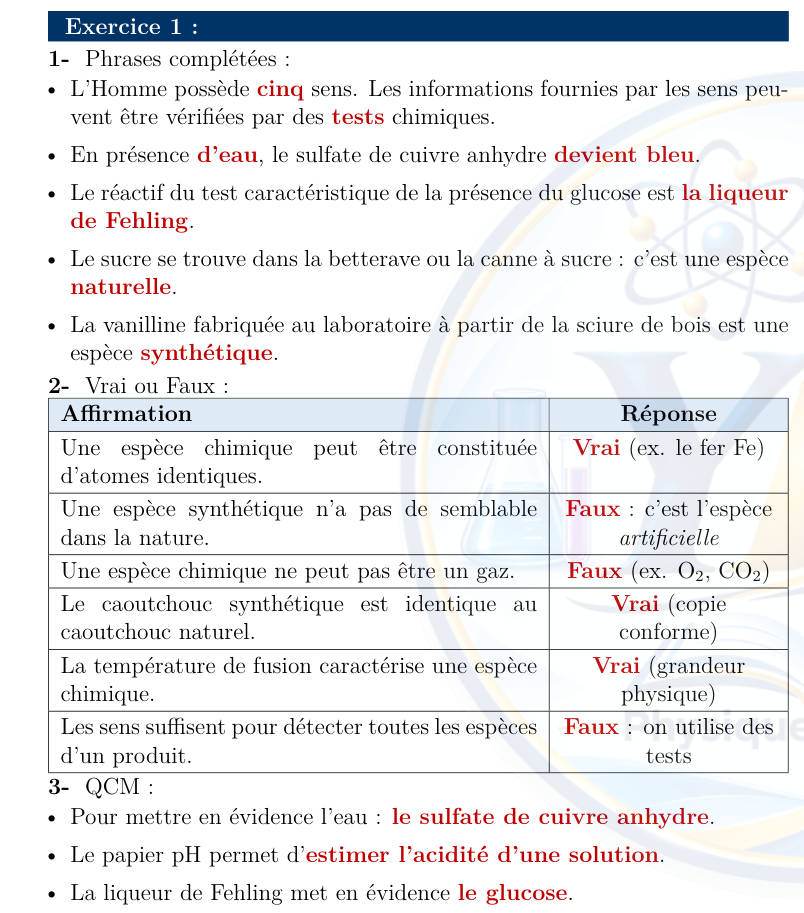 Exercice 1 :
1- Phrases complétées :
• L'Homme possède cinq sens. Les informations fournies par les sens peu-
vent être vérifiées par des tests chimiques.
• En présence d'eau, le sulfate de cuivre anhydre devient bleu.
• Le réactif du test caractéristique de la présence du glucose est la liqueur
de Fehling.
• Le sucre se trouve dans la betterave ou la canne à sucre : c'est une espèce
naturelle.
• La vanilline fabriquée au laboratoire à partir de la sciure de bois est une
espèce synthétique.
2- Vrai ou Faux :
Affirmation Réponse
Une espèce chimique peut être constituée
d'atomes identiques.
Vrai (ex. le fer Fe)
Une espèce synthétique n'a pas de semblable
dans la nature.
Faux : c'est l'espèce
artificielle
Une espèce chimique ne peut pas être un gaz.
Faux (ex. O₂, CO₂)
Le caoutchouc synthétique est identique au
caoutchouc naturel.
Vrai (copie
conforme)
La température de fusion caractérise une espèce
chimique.
Vrai (grandeur
physique)
Les sens suffisent pour détecter toutes les espèces
d'un produit.
Faux : on utilise des
tests
Physique
3- QCM :
• Pour mettre en évidence l'eau : le sulfate de cuivre anhydre.
• Le papier pH permet d'estimer l'acidité d'une solution.
• La liqueur de Fehling met en évidence le glucose.